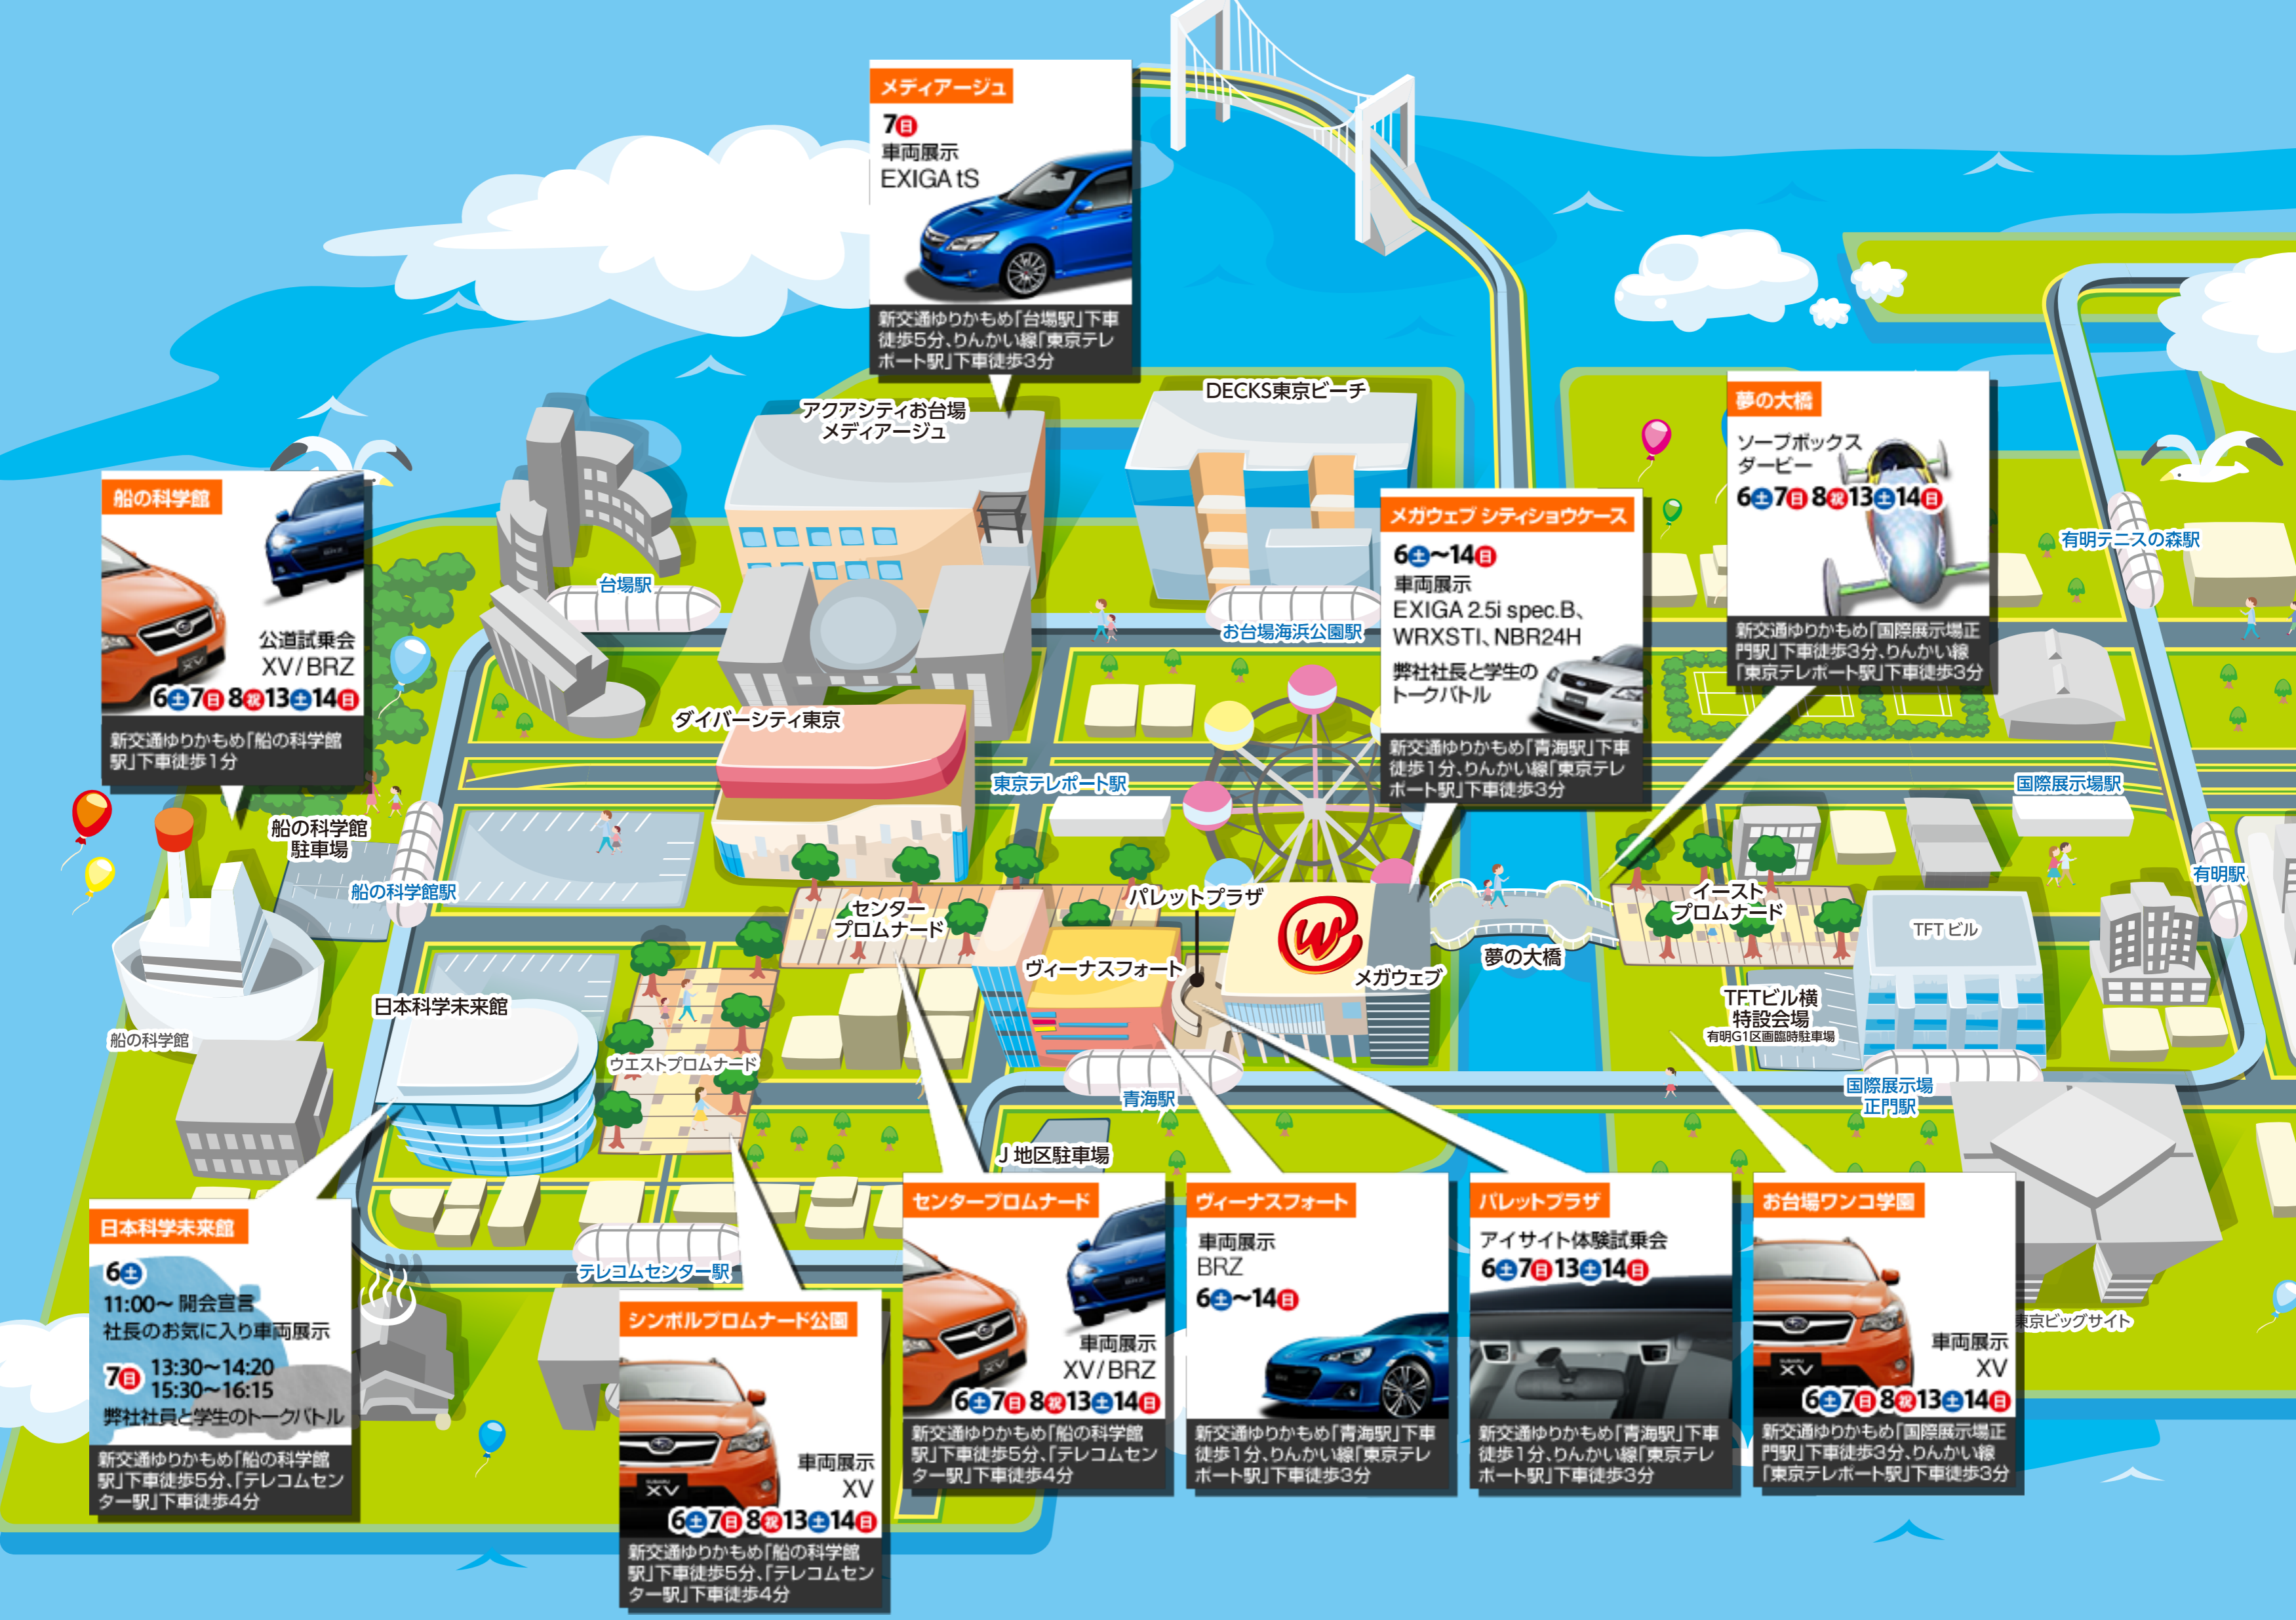 メディアージュ
7日
車両展示
EXIGA tS
新交通ゆりかもめ「台場駅」下車
徒歩5分、りんかい線「東京テレ
ポート駅」下車徒歩3分
船の科学館
公道試乗会
XV/BRZ
6土7日8祝13土14日
新交通ゆりかもめ「船の科学館
駅」下車徒歩1分
メガウェブ シティショウケース
6土〜14日
車両展示
EXIGA 2.5i spec.B、
WRXSTI、NBR24H
弊社社長と学生の
トークバトル
新交通ゆりかもめ「青海駅」下車
徒歩1分、りんかい線「東京テレ
ポート駅」下車徒歩3分
夢の大橋
ソープボックス
ダービー
6土7日8祝13土14日
新交通ゆりかもめ「国際展示場正
門駅」下車徒歩3分、りんかい線
「東京テレポート駅」下車徒歩3分
アクアシティお台場
メディアージュ
DECKS東京ビーチ
台場駅
お台場海浜公園駅
有明テニスの森駅
ダイバーシティ東京
東京テレポート駅
国際展示場駅
船の科学館
駐車場
船の科学館駅
センター
プロムナード
パレットプラザ
イースト
プロムナード
有明駅
TFTビル
ヴィーナスフォート
メガウェブ
夢の大橋
日本科学未来館
TFTビル横
特設会場
有明G1区画臨時駐車場
船の科学館
ウエストプロムナード
青海駅
国際展示場
正門駅
J地区駐車場
テレコムセンター駅
東京ビッグサイト
日本科学未来館
6土
11:00〜 開会宣言
社長のお気に入り車両展示
7日 13:30〜14:20
15:30〜16:15
弊社社員と学生のトークバトル
新交通ゆりかもめ「船の科学館
駅」下車徒歩5分、「テレコムセン
ター駅」下車徒歩4分
シンボルプロムナード公園
SUBARU
XV
車両展示
XV
6土7日8祝13土14日
新交通ゆりかもめ「船の科学館
駅」下車徒歩5分、「テレコムセン
ター駅」下車徒歩4分
センタープロムナード
車両展示
XV/BRZ
6土7日8祝13土14日
新交通ゆりかもめ「船の科学館
駅」下車徒歩5分、「テレコムセン
ター駅」下車徒歩4分
ヴィーナスフォート
車両展示
BRZ
6土〜14日
新交通ゆりかもめ「青海駅」下車
徒歩1分、りんかい線「東京テレ
ポート駅」下車徒歩3分
パレットプラザ
アイサイト体験試乗会
6土7日13土14日
新交通ゆりかもめ「青海駅」下車
徒歩1分、りんかい線「東京テレ
ポート駅」下車徒歩3分
お台場ワンコ学園
SUBARU
XV
車両展示
XV
6土7日8祝13土14日
新交通ゆりかもめ「国際展示場正
門駅」下車徒歩3分、りんかい線
「東京テレポート駅」下車徒歩3分